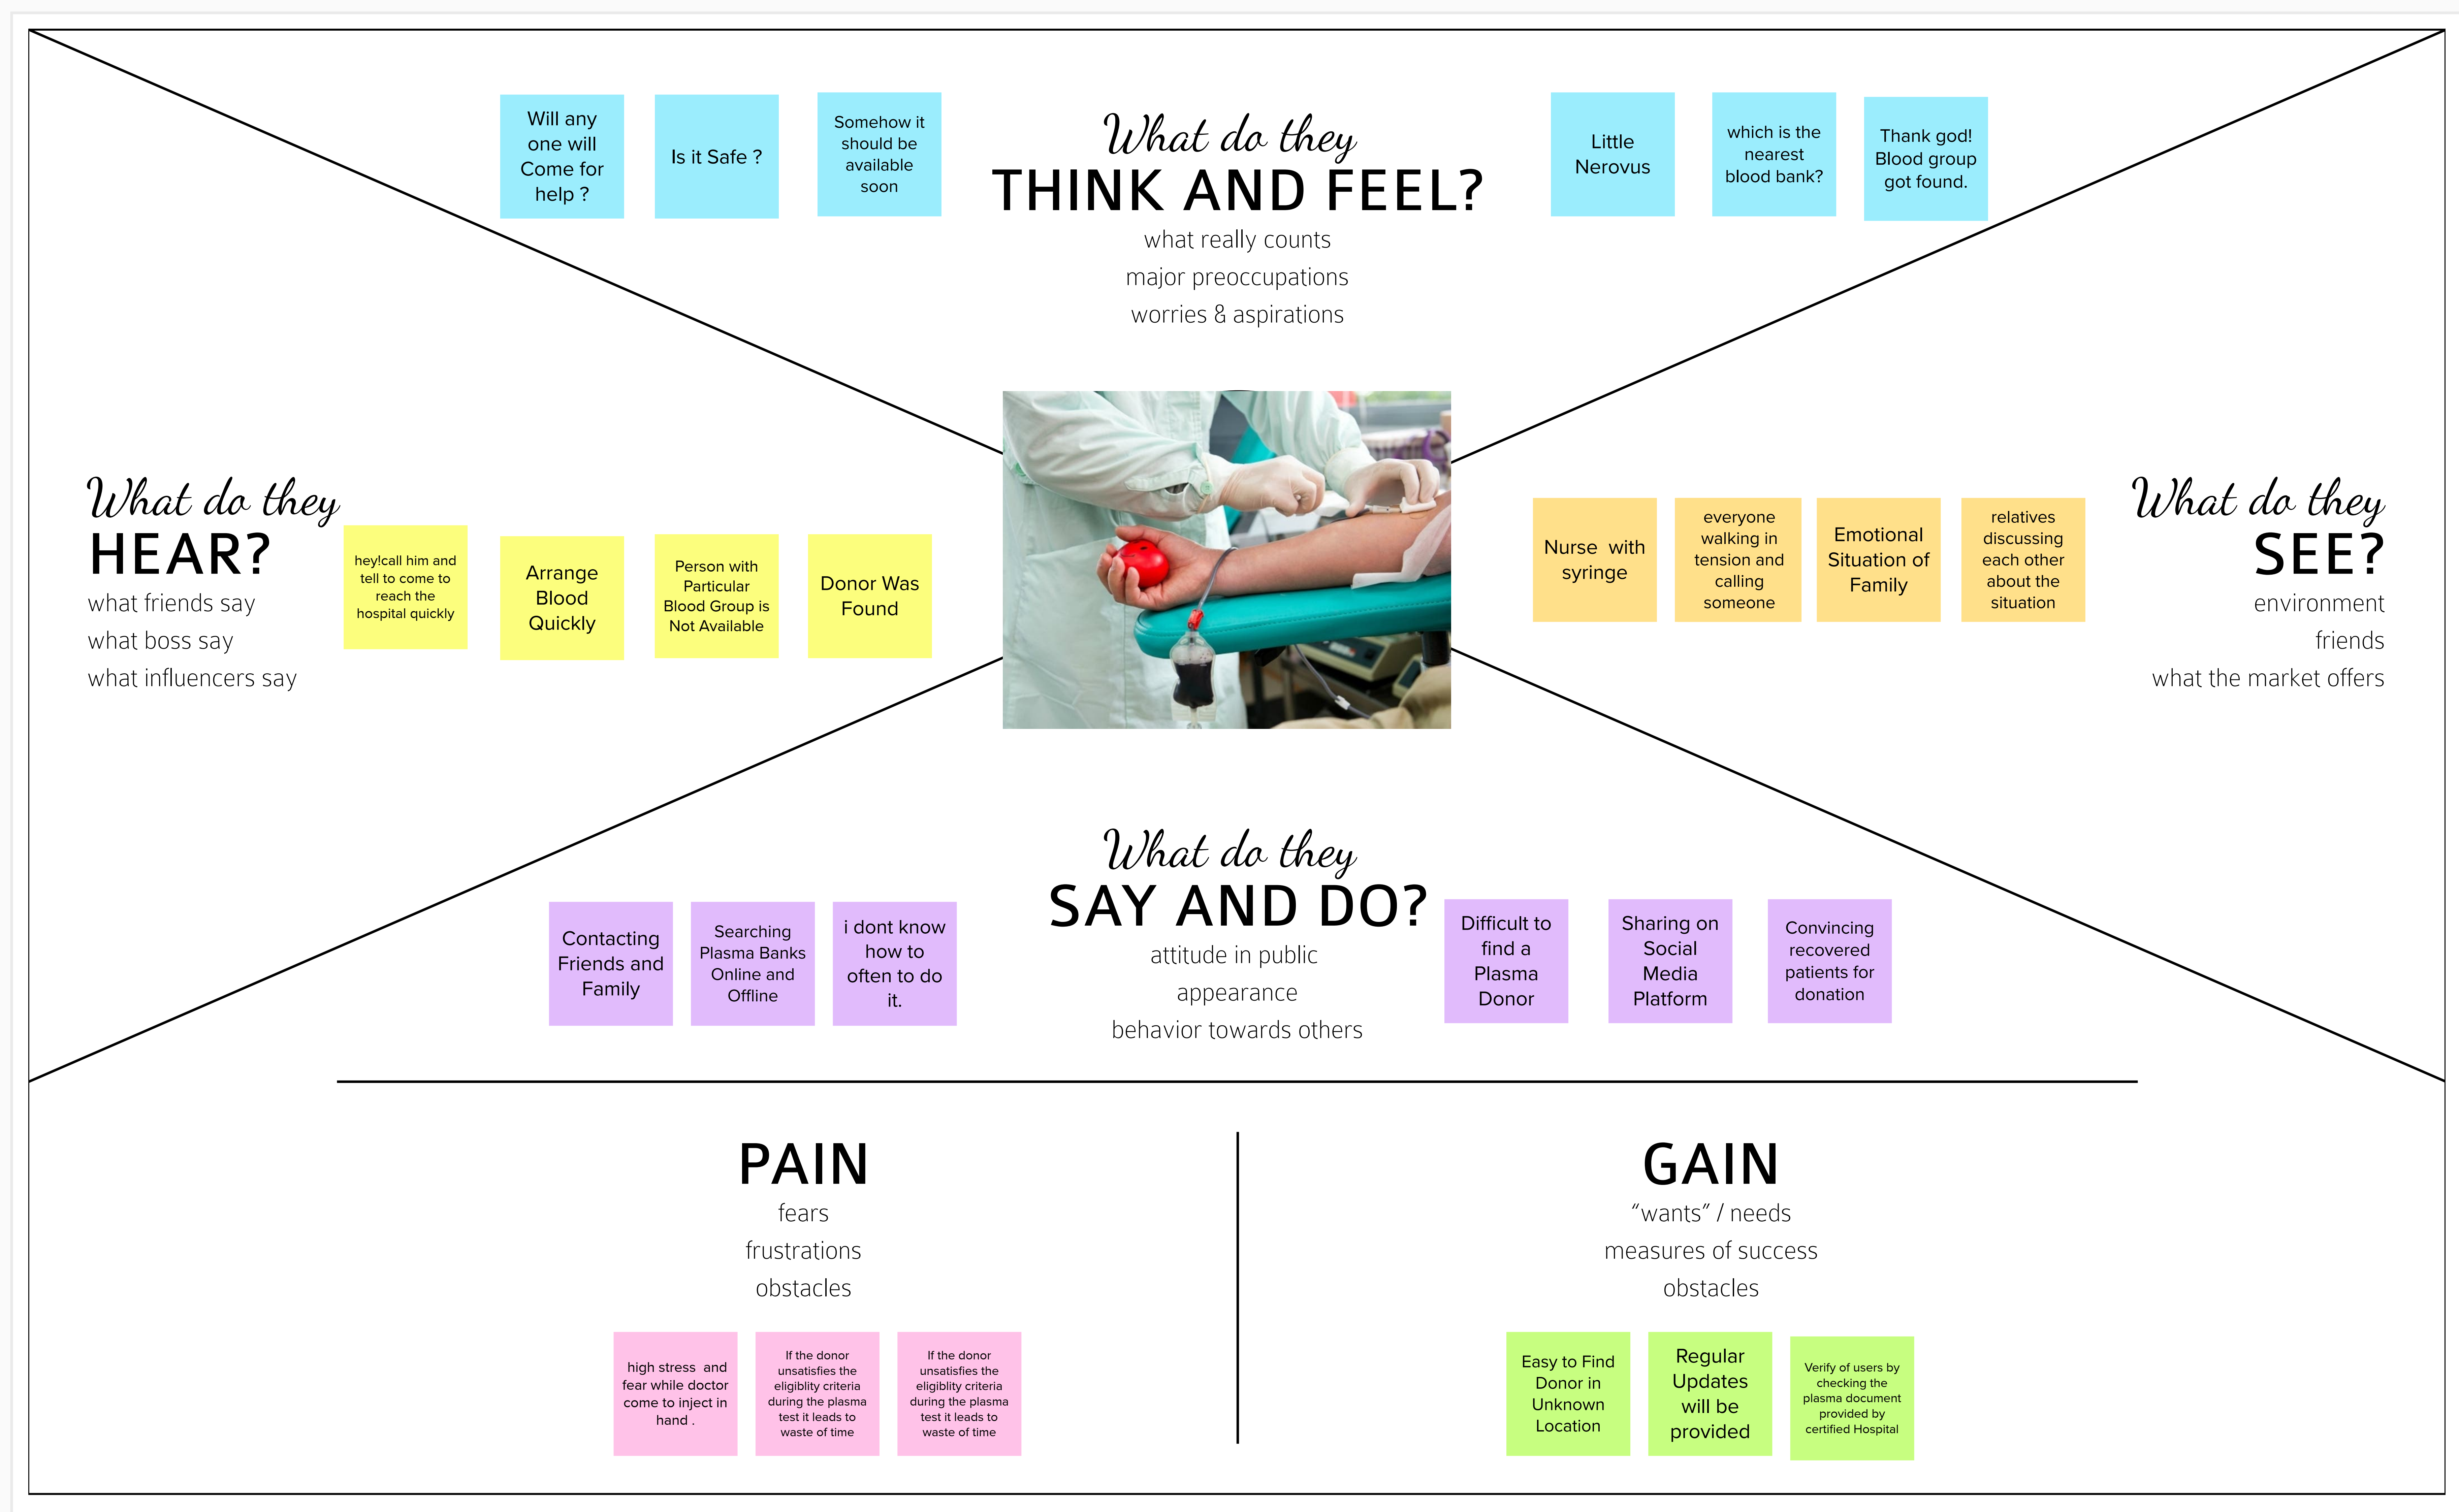 What do they
THINK AND FEEL?
what really counts
major preoccupations
worries & aspirations
Will any
one will
Come for
help ?
Is it Safe ?
Somehow it
should be
available
soon
Little
Nerovus
which is the
nearest
blood bank?
Thank god!
Blood group
got found.
What do they
HEAR?
what friends say
what boss say
what influencers say
hey!call him and
tell to come to
reach the
hospital quickly
Arrange
Blood
Quickly
Person with
Particular
Blood Group is
Not Available
Donor Was
Found
What do they
SEE?
environment
friends
what the market offers
Nurse with
syringe
everyone
walking in
tension and
calling
someone
Emotional
Situation of
Family
relatives
discussing
each other
about the
situation
What do they
SAY AND DO?
attitude in public
appearance
behavior towards others
Contacting
Friends and
Family
Searching
Plasma Banks
Online and
Offline
i dont know
how to
often to do
it.
Difficult to
find a
Plasma
Donor
Sharing on
Social
Media
Platform
Convincing
recovered
patients for
donation
PAIN
fears
frustrations
obstacles
high stress and
fear while doctor
come to inject in
hand .
If the donor
unsatisfies the
eligiblity criteria
during the plasma
test it leads to
waste of time
If the donor
unsatisfies the
eligiblity criteria
during the plasma
test it leads to
waste of time
GAIN
“wants” / needs
measures of success
obstacles
Easy to Find
Donor in
Unknown
Location
Regular
Updates
will be
provided
Verify of users by
checking the
plasma document
provided by
certified Hospital